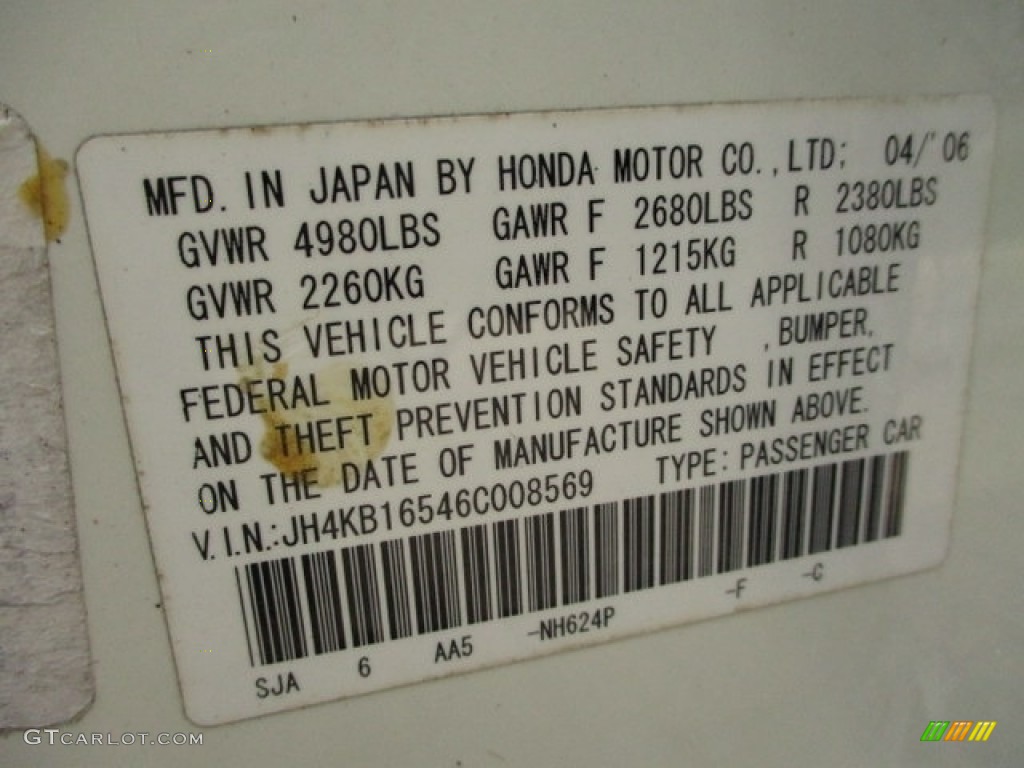 MFD. IN JAPAN BY HONDA MOTOR CO.,LTD; 04/'06
GVWR 4980LBS GAWR F 2680LBS R 2380LBS
GVWR 2260KG GAWR F 1215KG R 1080KG
THIS VEHICLE CONFORMS TO ALL APPLICABLE
FEDERAL MOTOR VEHICLE SAFETY ,BUMPER,
AND THEFT PREVENTION STANDARDS IN EFFECT
ON THE DATE OF MANUFACTURE SHOWN ABOVE.
V.I.N.:JH4KB16546C008569 TYPE:PASSENGER CAR
SJA 6 AA5 -NH624P -F -C
GTCARLOT.COM